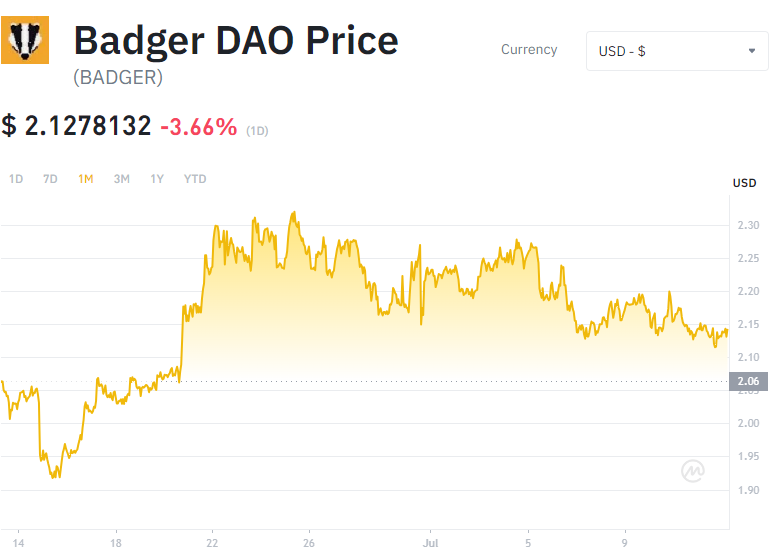 Badger DAO Price
(BADGER)
Currency
USD - $
$ 2.1278132 -3.66% (1D)
1D 7D 1M 3M 1Y YTD
USD
2.30
2.25
2.20
2.15
2.10
2.06
2.05
2.00
1.95
1.90
14 18 22 26 Jul 5 9